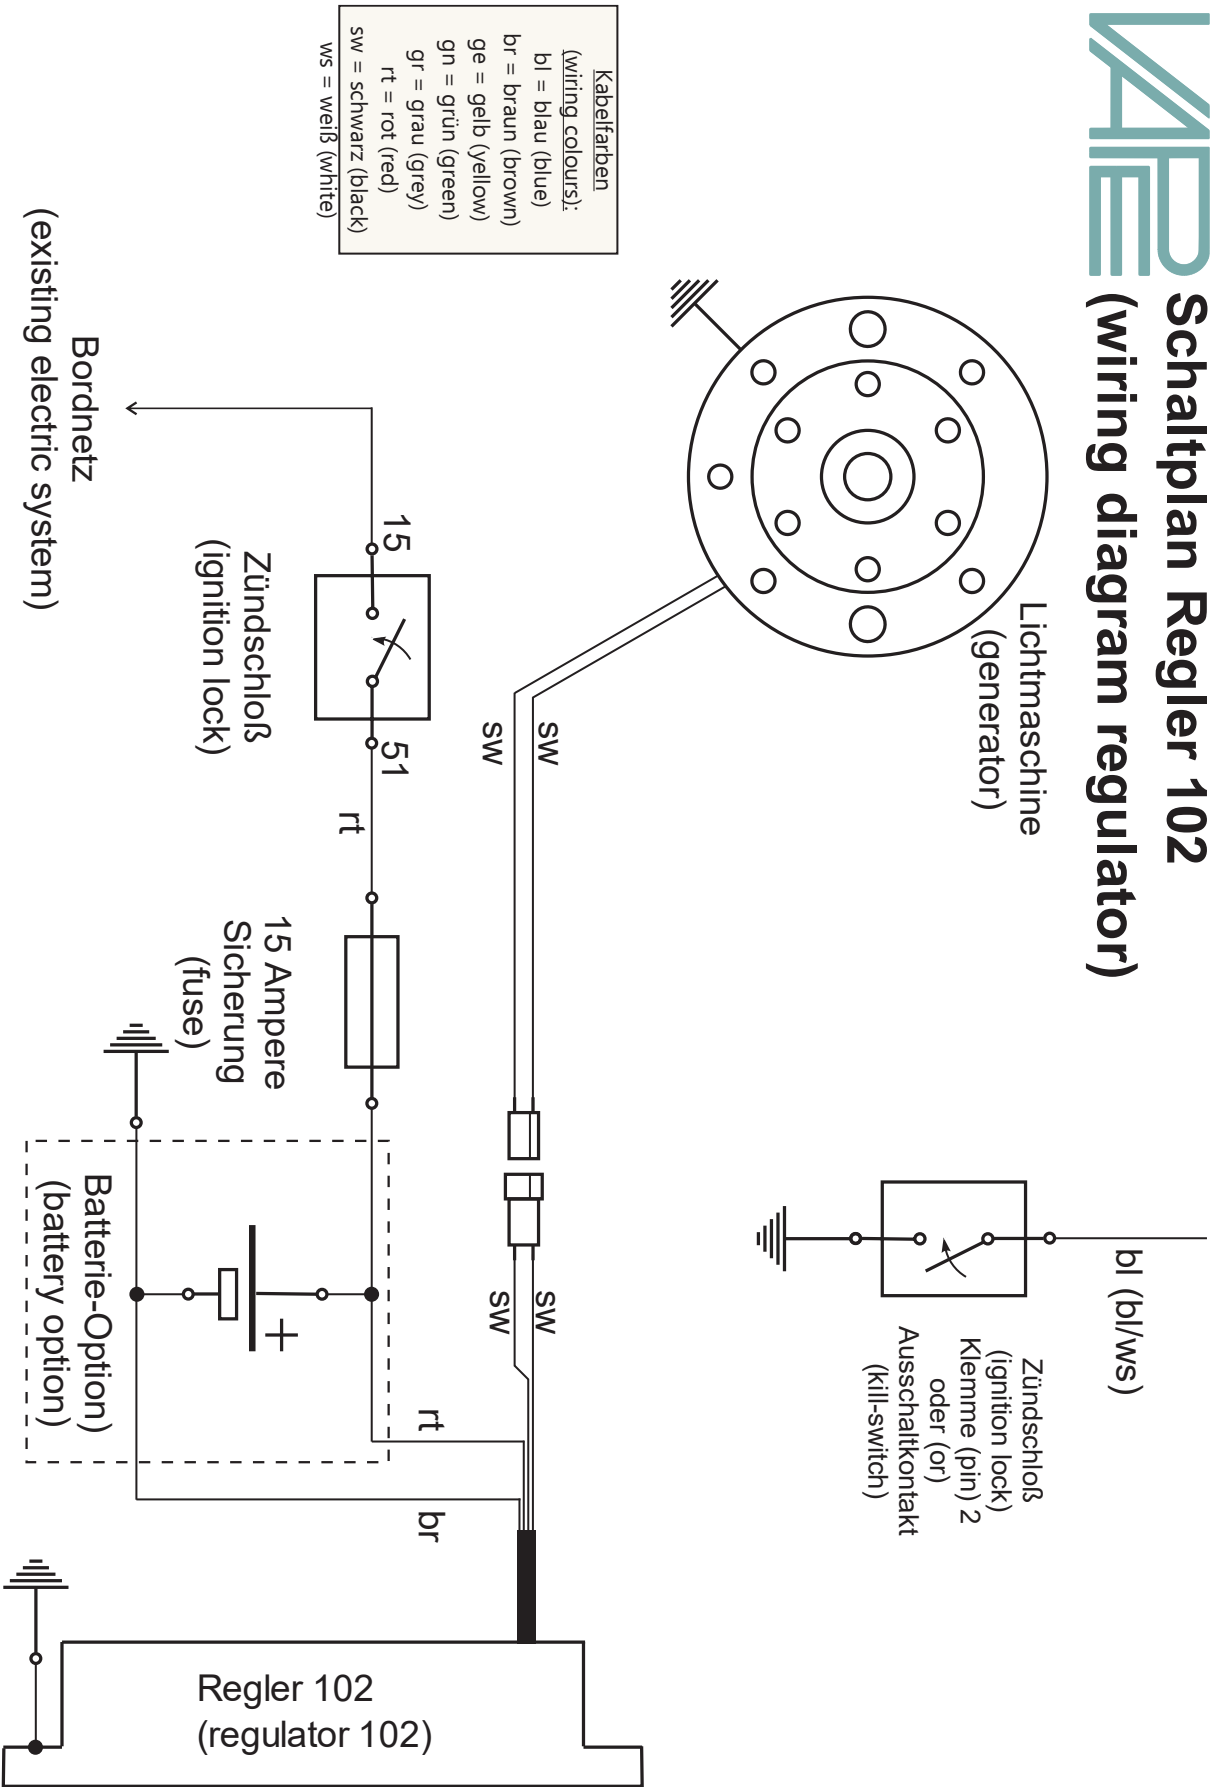 VAPE
Schaltplan Regler 102
(wiring diagram regulator)
Kabelfarben
(wiring colours):
bl = blau (blue)
br = braun (brown)
ge = gelb (yellow)
gn = grün (green)
gr = grau (grey)
rt = rot (red)
sw = schwarz (black)
ws = weiß (white)
Lichtmaschine
(generator)
bl (bl/ws)
Zündschloß
(ignition lock)
Klemme (pin) 2
oder (or)
Ausschaltkontakt
(kill-switch)
sw
sw
sw
sw
15
51
Zündschloß
(ignition lock)
rt
15 Ampere
Sicherung
(fuse)
rt
br
+
Batterie-Option)
(battery option)
Bordnetz
(existing electric system)
Regler 102
(regulator 102)